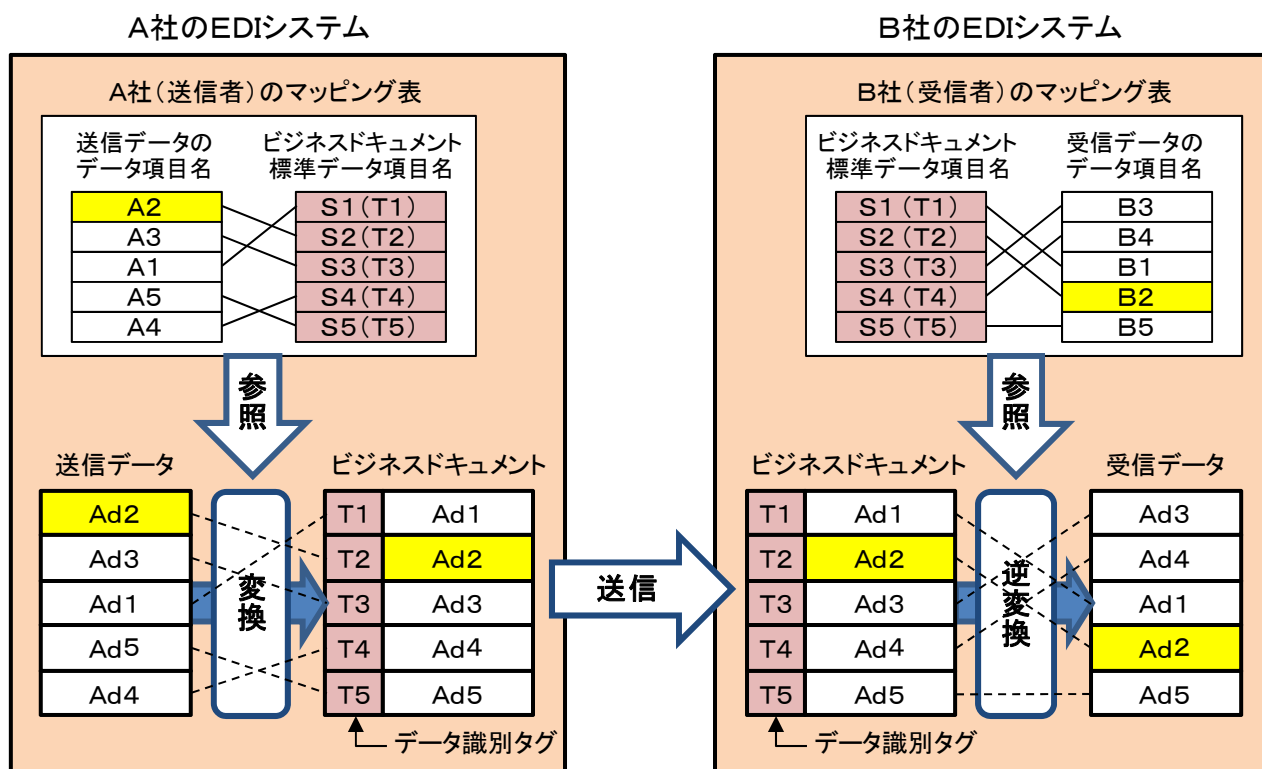 A社のEDIシステム
A社(送信者)のマッピング表
送信データの
データ項目名
ビジネスドキュメント
標準データ項目名
A2
A3
A1
A5
A4
S1(T1)
S2(T2)
S3(T3)
S4(T4)
S5(T5)
参照
送信データ
ビジネスドキュメント
Ad2
Ad3
Ad1
Ad5
Ad4
変換
T1 Ad1
T2 Ad2
T3 Ad3
T4 Ad4
T5 Ad5
データ識別タグ
送信
B社のEDIシステム
B社(受信者)のマッピング表
ビジネスドキュメント
標準データ項目名
受信データの
データ項目名
S1(T1)
S2(T2)
S3(T3)
S4(T4)
S5(T5)
B3
B4
B1
B2
B5
参照
ビジネスドキュメント
受信データ
T1 Ad1
T2 Ad2
T3 Ad3
T4 Ad4
T5 Ad5
逆変換
Ad3
Ad4
Ad1
Ad2
Ad5
データ識別タグ